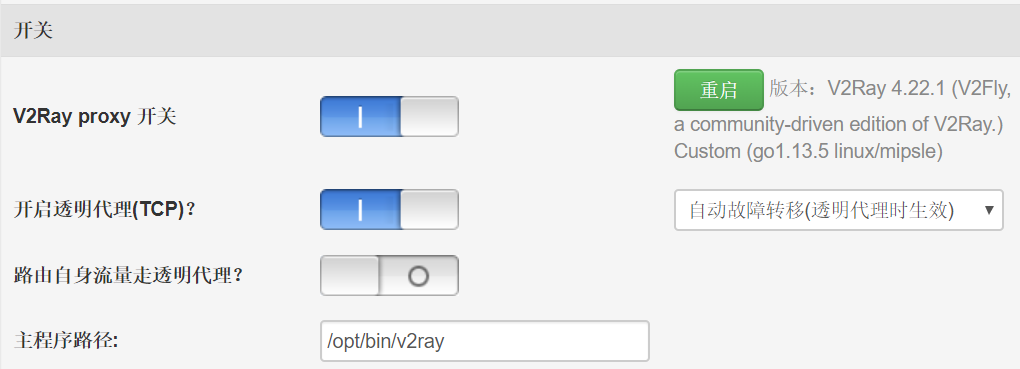 开关
重启 版本：V2Ray 4.22.1 (V2Fly,
V2Ray proxy 开关
a community-driven edition of V2Ray.)
Custom (go1.13.5 linux/mipsle)
开启透明代理(TCP)？
自动故障转移(透明代理时生效)
路由自身流量走透明代理？
主程序路径:
/opt/bin/v2ray